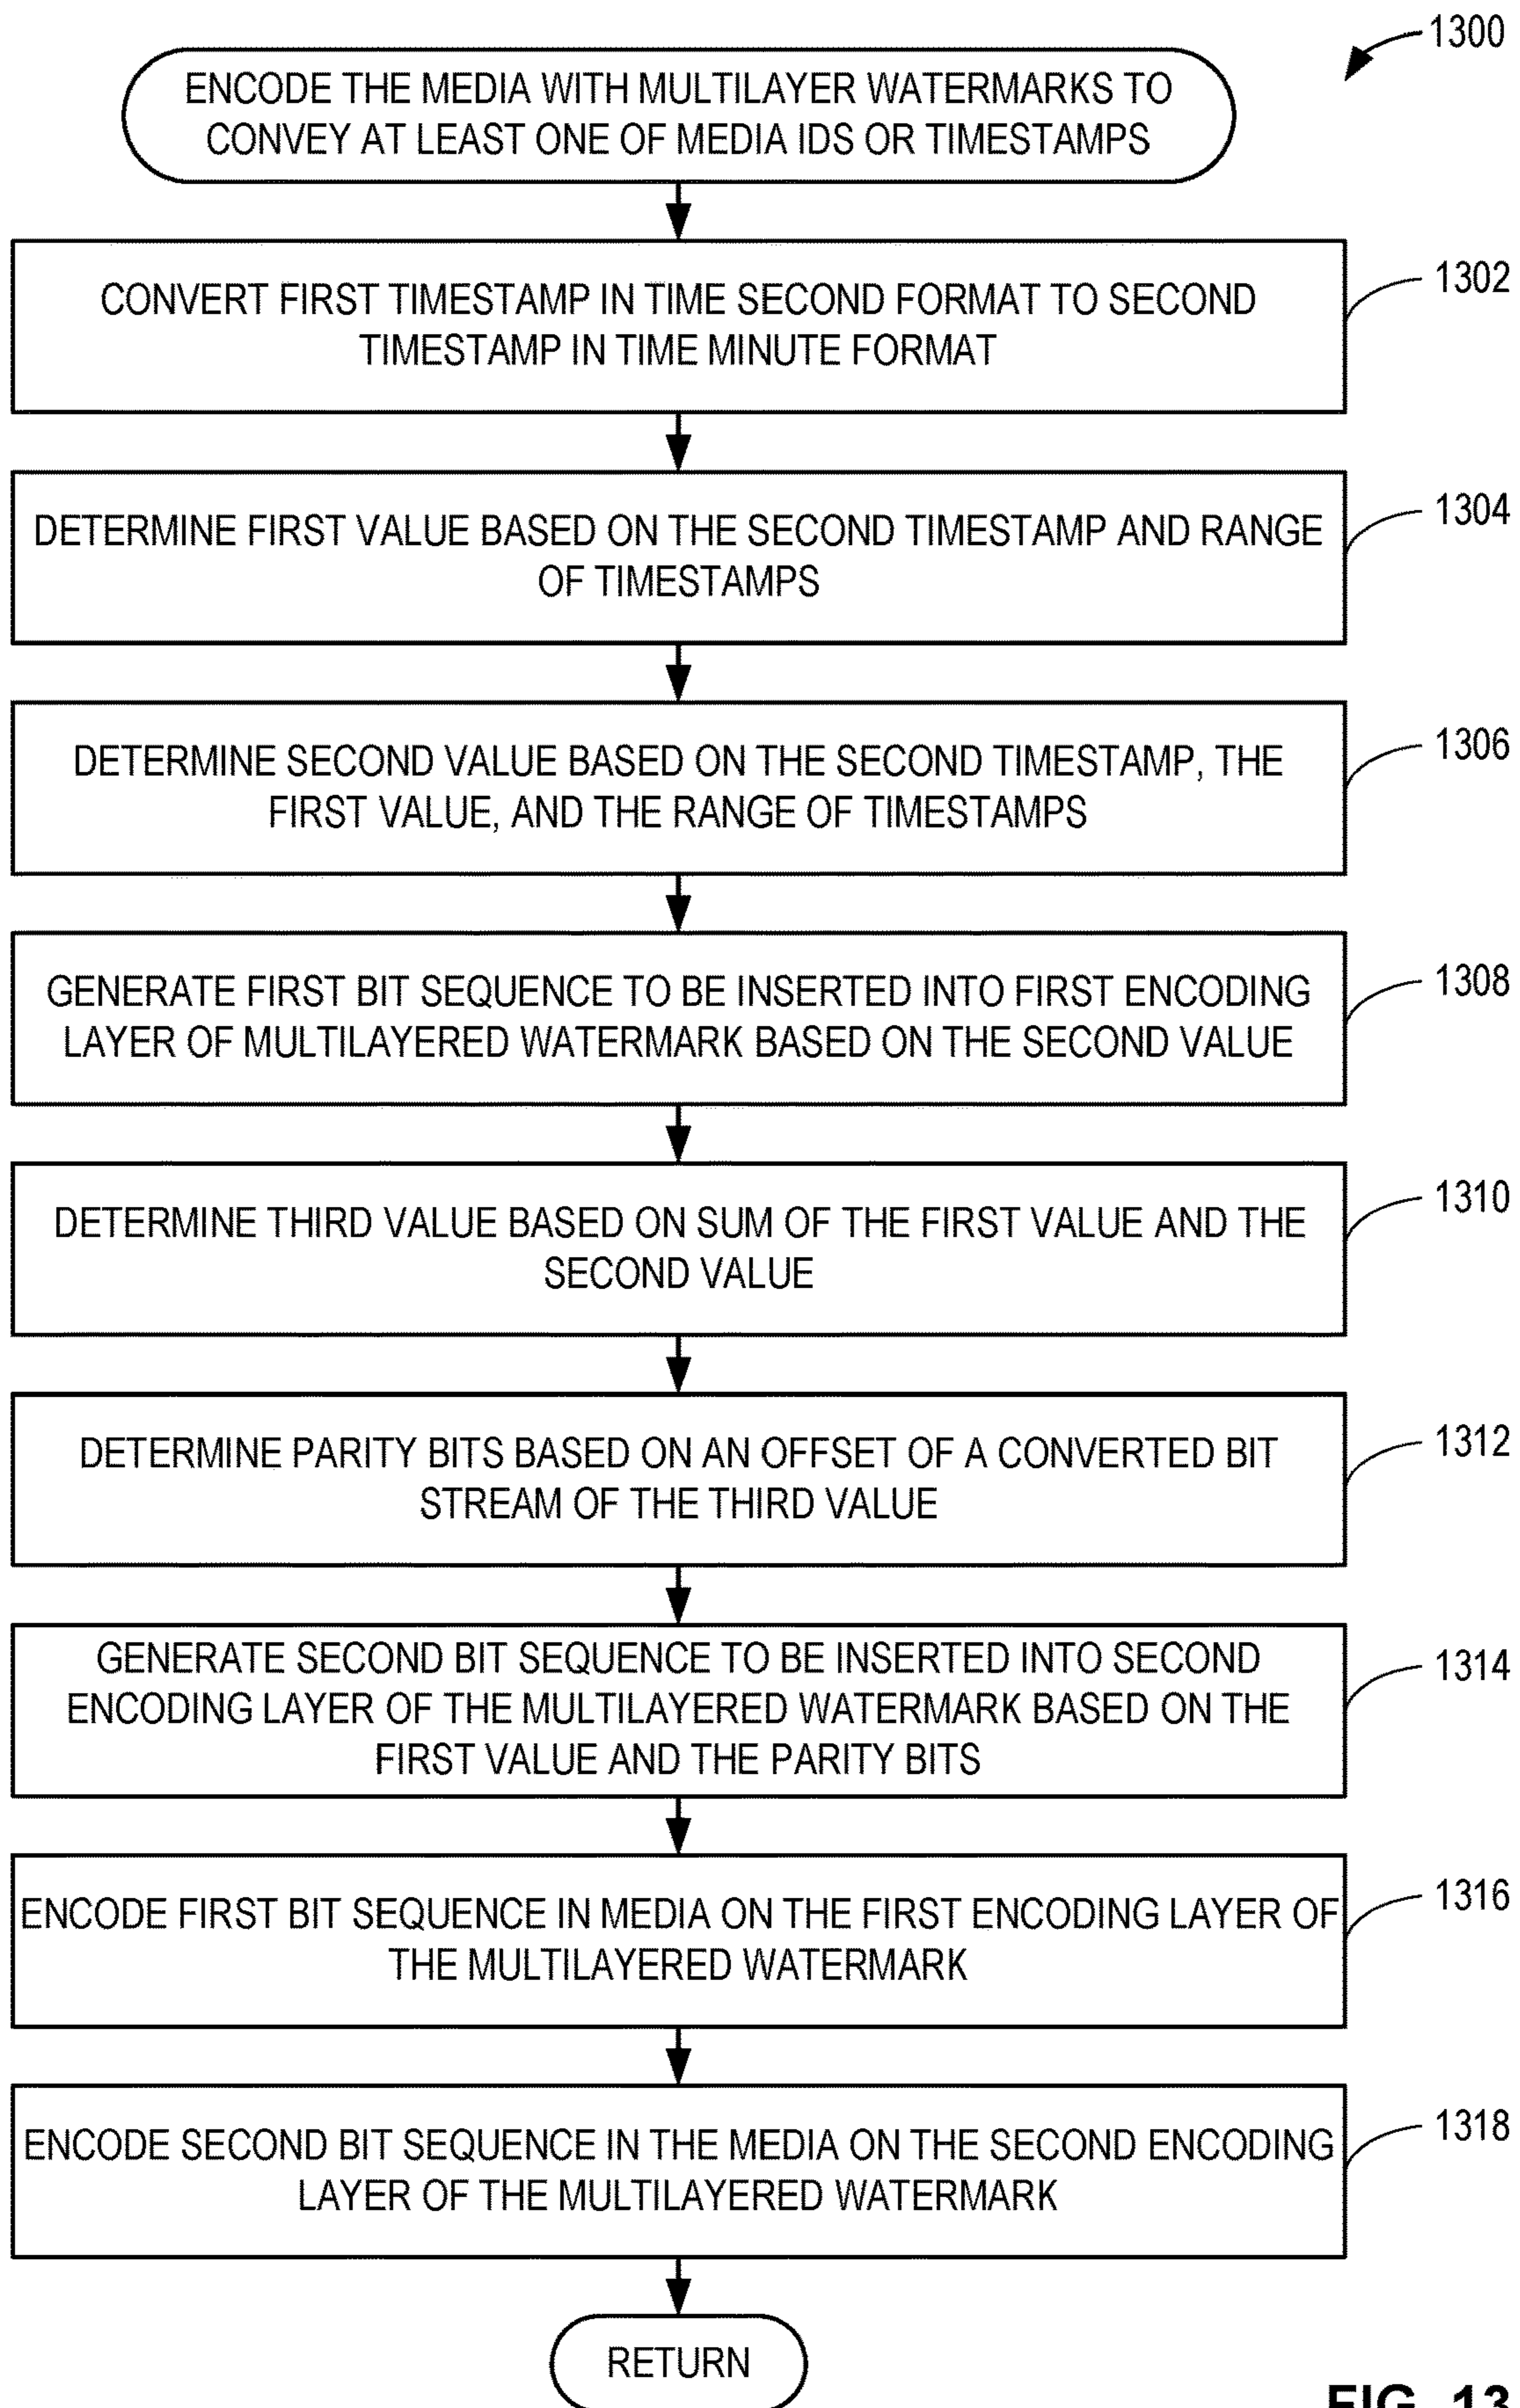 1300
ENCODE THE MEDIA WITH MULTILAYER WATERMARKS TO
CONVEY AT LEAST ONE OF MEDIA IDS OR TIMESTAMPS
CONVERT FIRST TIMESTAMP IN TIME SECOND FORMAT TO SECOND
TIMESTAMP IN TIME MINUTE FORMAT
1302
DETERMINE FIRST VALUE BASED ON THE SECOND TIMESTAMP AND RANGE
OF TIMESTAMPS
1304
DETERMINE SECOND VALUE BASED ON THE SECOND TIMESTAMP, THE
FIRST VALUE, AND THE RANGE OF TIMESTAMPS
1306
GENERATE FIRST BIT SEQUENCE TO BE INSERTED INTO FIRST ENCODING
LAYER OF MULTILAYERED WATERMARK BASED ON THE SECOND VALUE
1308
DETERMINE THIRD VALUE BASED ON SUM OF THE FIRST VALUE AND THE
SECOND VALUE
1310
DETERMINE PARITY BITS BASED ON AN OFFSET OF A CONVERTED BIT
STREAM OF THE THIRD VALUE
1312
GENERATE SECOND BIT SEQUENCE TO BE INSERTED INTO SECOND
ENCODING LAYER OF THE MULTILAYERED WATERMARK BASED ON THE
FIRST VALUE AND THE PARITY BITS
1314
ENCODE FIRST BIT SEQUENCE IN MEDIA ON THE FIRST ENCODING LAYER OF
THE MULTILAYERED WATERMARK
1316
ENCODE SECOND BIT SEQUENCE IN THE MEDIA ON THE SECOND ENCODING
LAYER OF THE MULTILAYERED WATERMARK
1318
RETURN
FIG. 13